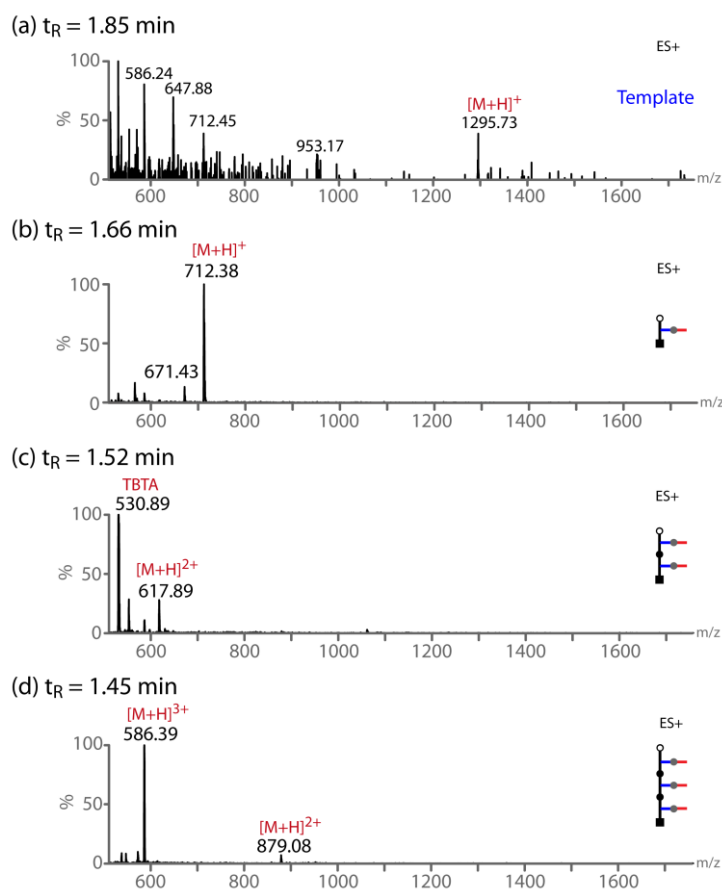 (a) tR = 1.85 min
ES+
Template
100
50
0
%
586.24
647.88
712.45
953.17
[M+H]+
1295.73
600 800 1000 1200 1400 1600 m/z
(b) tR = 1.66 min
ES+
100
50
0
%
[M+H]+
712.38
671.43
600 800 1000 1200 1400 1600 m/z
(c) tR = 1.52 min
ES+
100
50
0
%
TBTA
530.89
[M+H]2+
617.89
600 800 1000 1200 1400 1600 m/z
(d) tR = 1.45 min
ES+
100
50
0
%
[M+H]3+
586.39
[M+H]2+
879.08
600 800 1000 1200 1400 1600 m/z